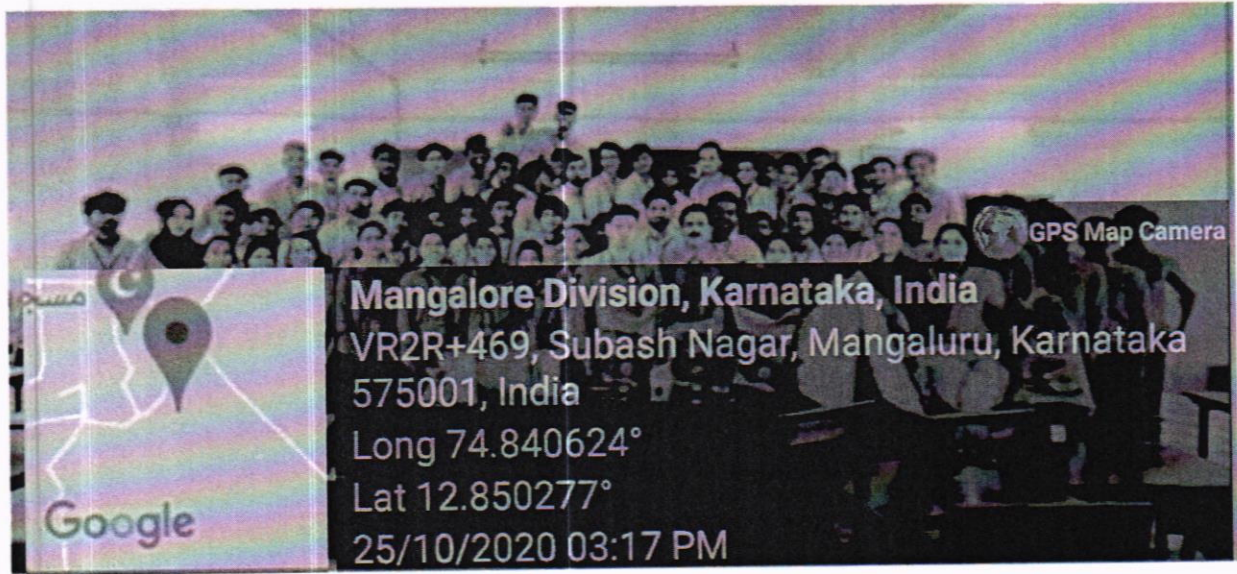 GPS Map Camera
مسجد
Google
Mangalore Division, Karnataka, India
VR2R+469, Subash Nagar, Mangaluru, Karnataka
575001, India
Long 74.840624°
Lat 12.850277°
25/10/2020 03:17 PM